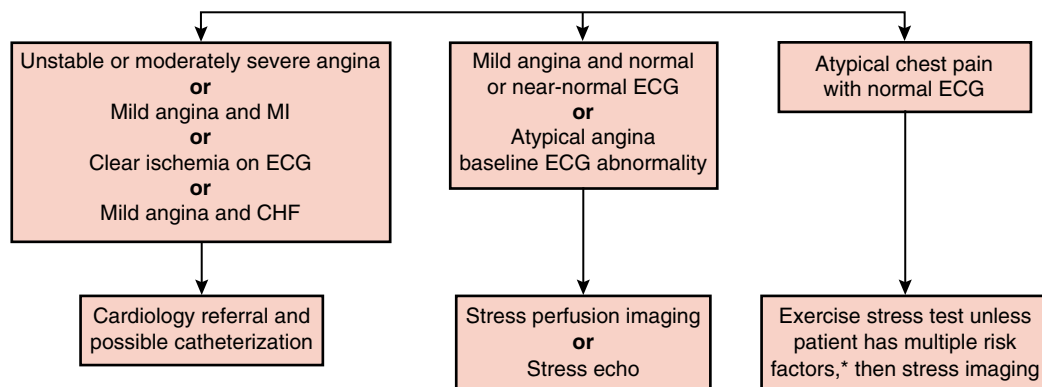 Unstable or moderately severe angina
or
Mild angina and MI
or
Clear ischemia on ECG
or
Mild angina and CHF
Mild angina and normal
or near-normal ECG
or
Atypical angina
baseline ECG abnormality
Atypical chest pain
with normal ECG
Cardiology referral and
possible catheterization
Stress perfusion imaging
or
Stress echo
Exercise stress test unless
patient has multiple risk
factors,* then stress imaging